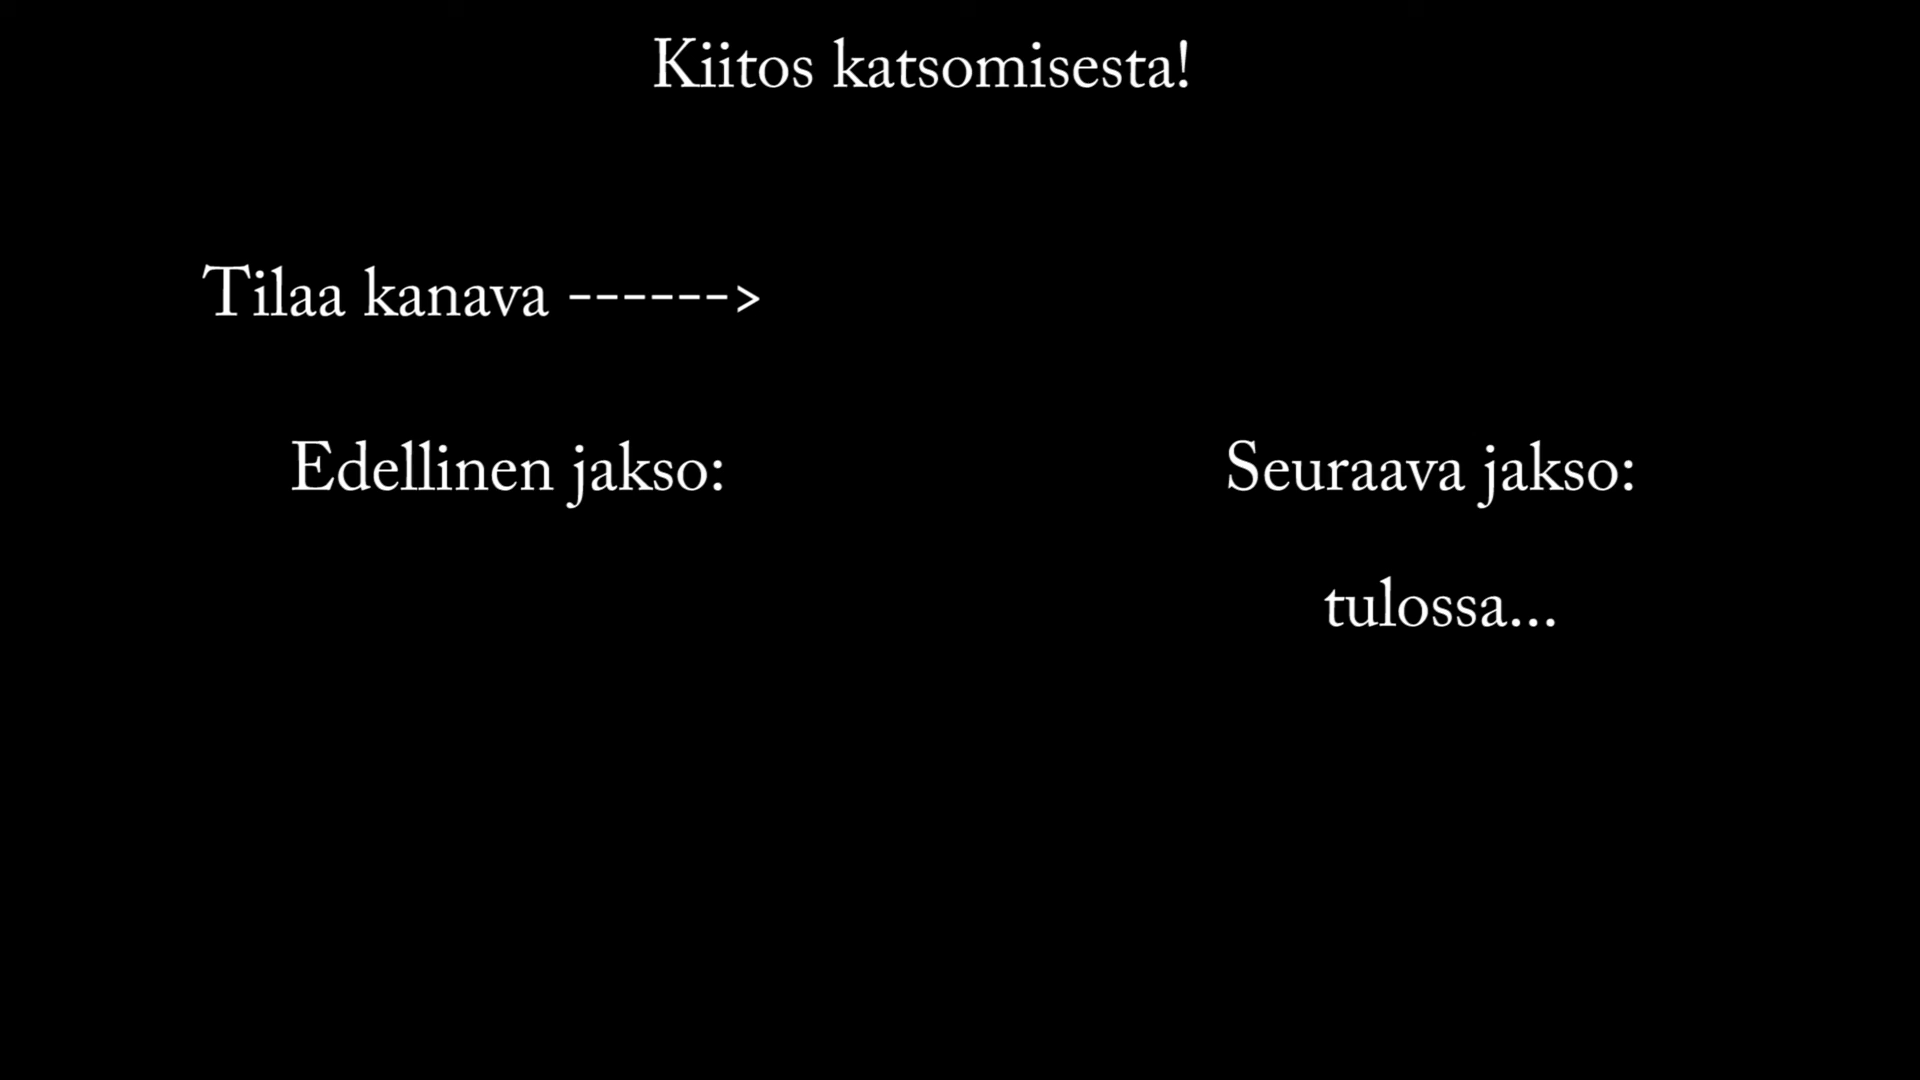 Kiitos katsomisesta!
Tilaa kanava ------>
Edellinen jakso:
Seuraava jakso:
tulossa...